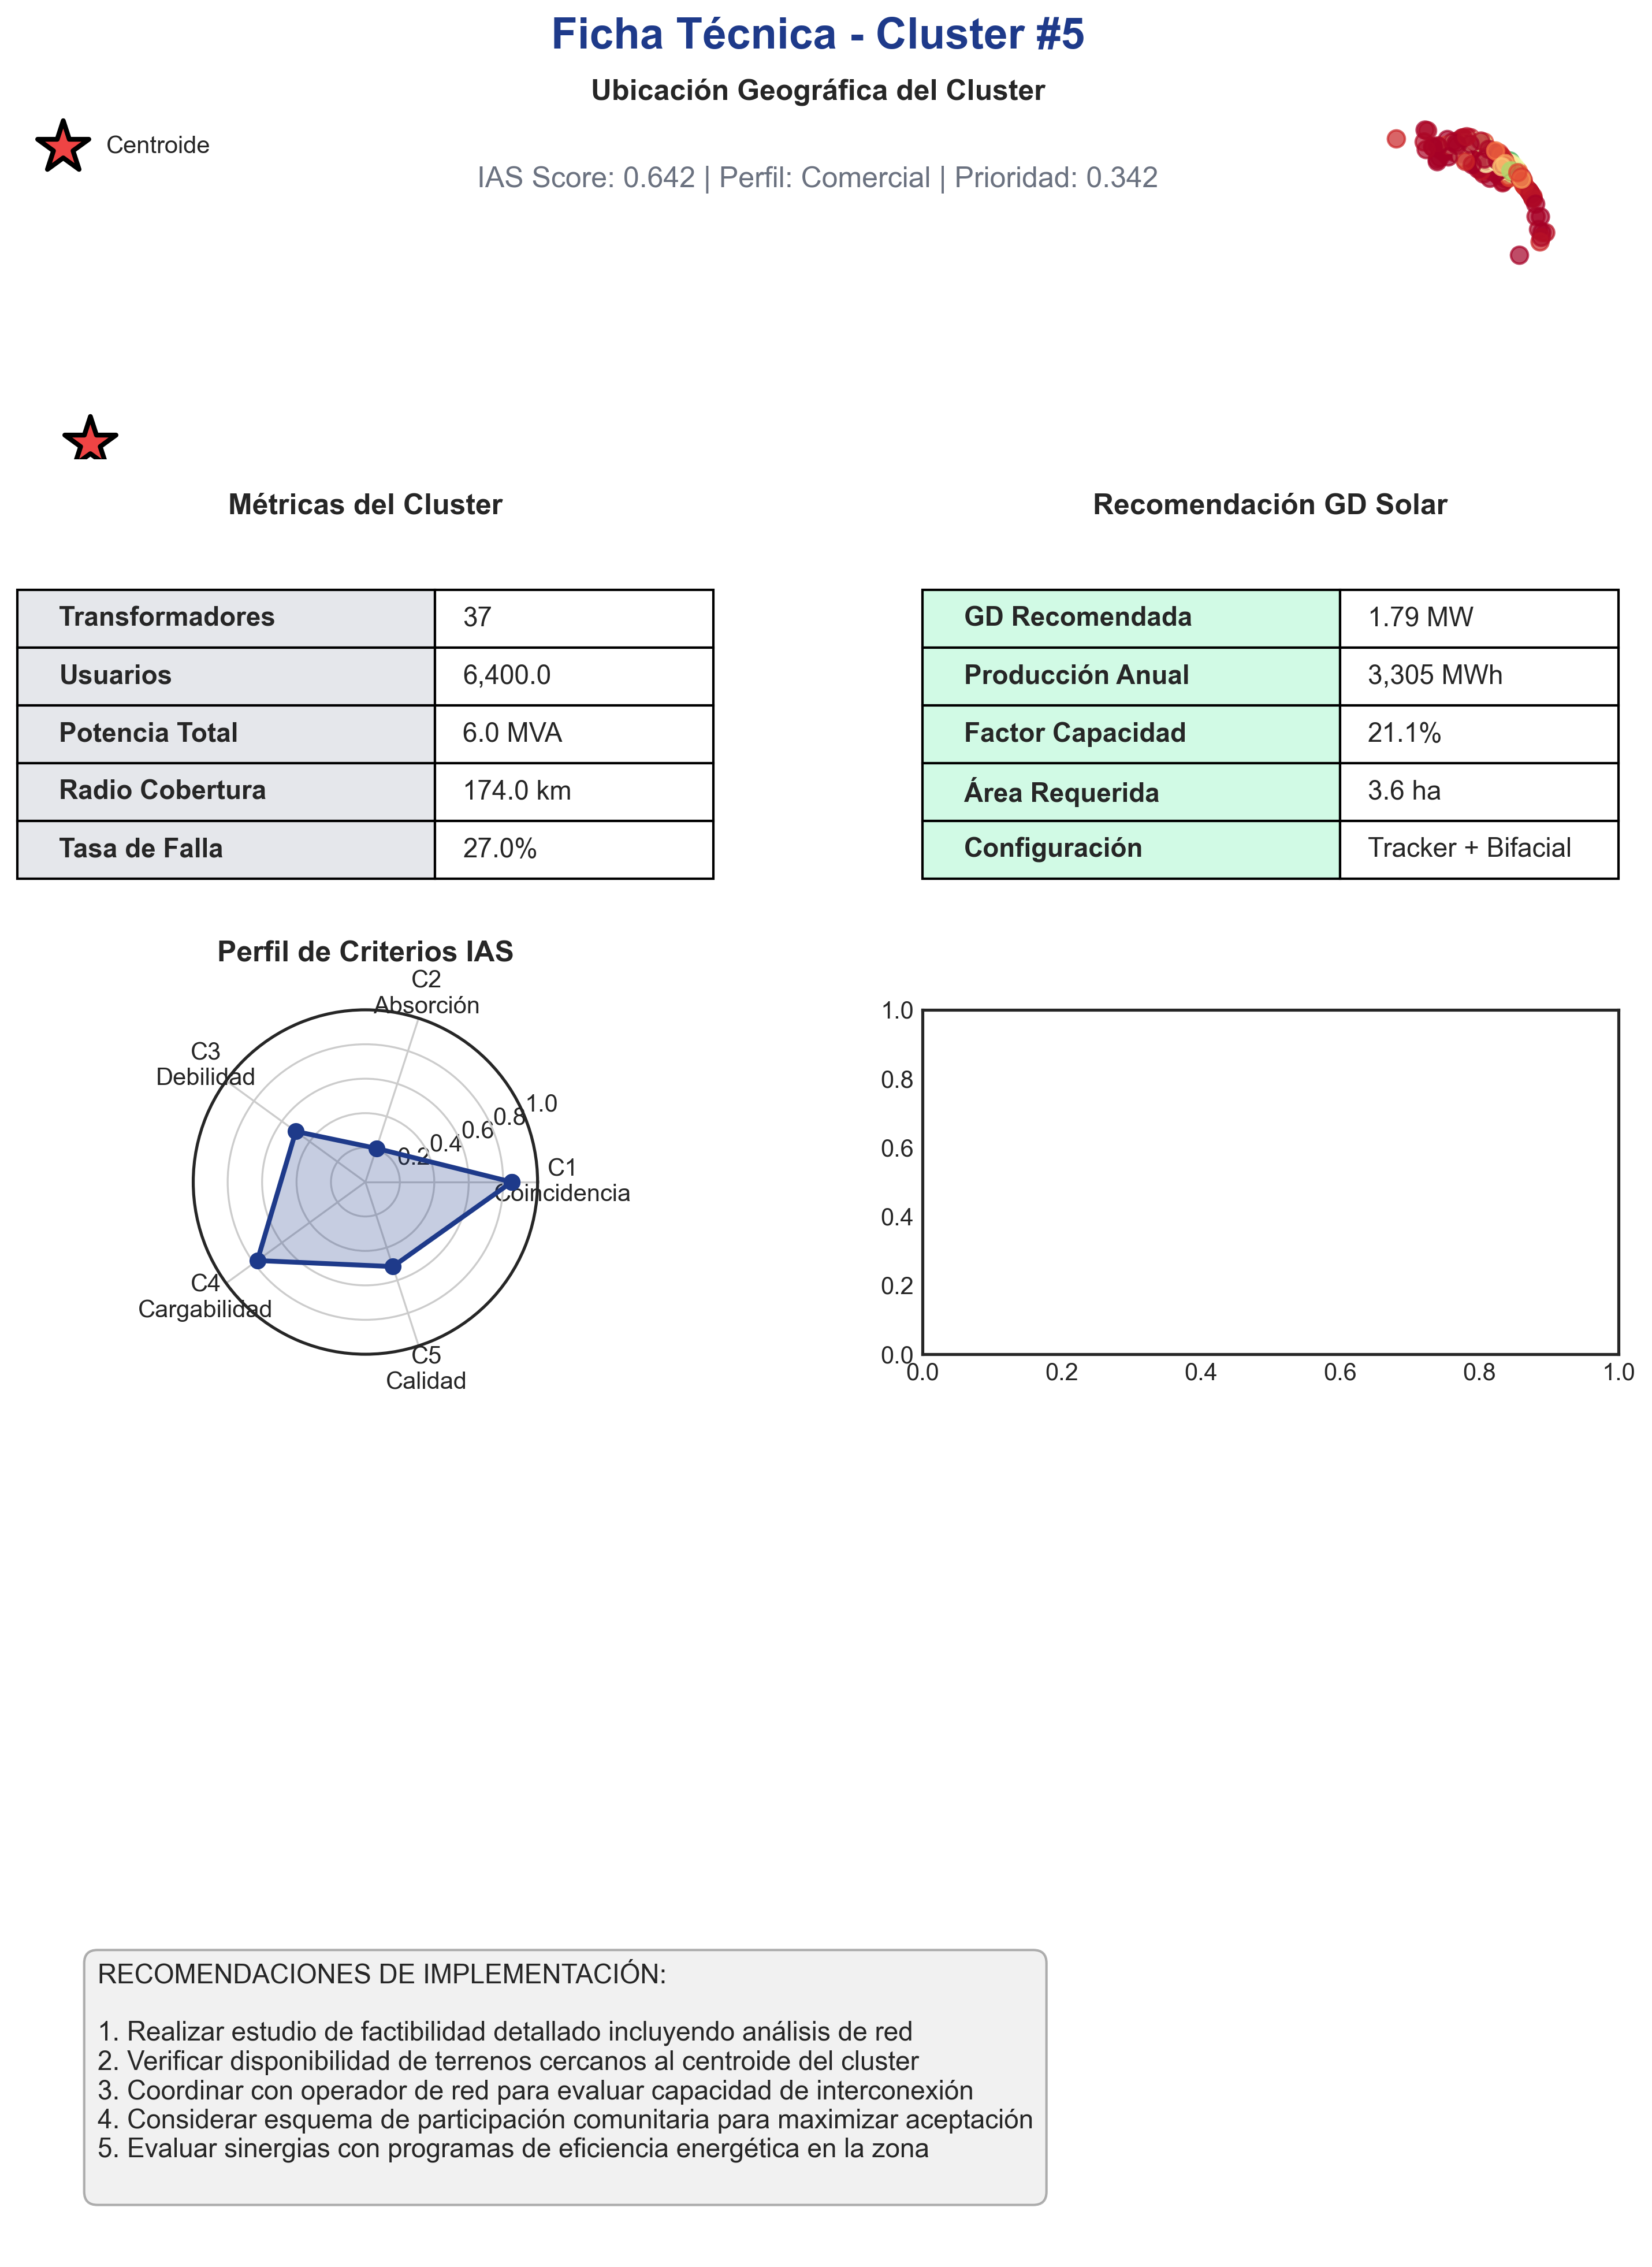 Ficha Técnica - Cluster #5
Ubicación Geográfica del Cluster
Centroide
IAS Score: 0.642 | Perfil: Comercial | Prioridad: 0.342
Métricas del Cluster
Transformadores 37
Usuarios 6,400.0
Potencia Total 6.0 MVA
Radio Cobertura 174.0 km
Tasa de Falla 27.0%
Recomendación GD Solar
GD Recomendada 1.79 MW
Producción Anual 3,305 MWh
Factor Capacidad 21.1%
Área Requerida 3.6 ha
Configuración Tracker + Bifacial
Perfil de Criterios IAS
C2
Absorción
C3
Debilidad
1.0
0.8
0.6
0.4
0.2
C1
Coincidencia
C4
Cargabilidad
C5
Calidad
1.0
0.8
0.6
0.4
0.2
0.0
0.0 0.2 0.4 0.6 0.8 1.0
RECOMENDACIONES DE IMPLEMENTACIÓN:
1. Realizar estudio de factibilidad detallado incluyendo análisis de red
2. Verificar disponibilidad de terrenos cercanos al centroide del cluster
3. Coordinar con operador de red para evaluar capacidad de interconexión
4. Considerar esquema de participación comunitaria para maximizar aceptación
5. Evaluar sinergias con programas de eficiencia energética en la zona